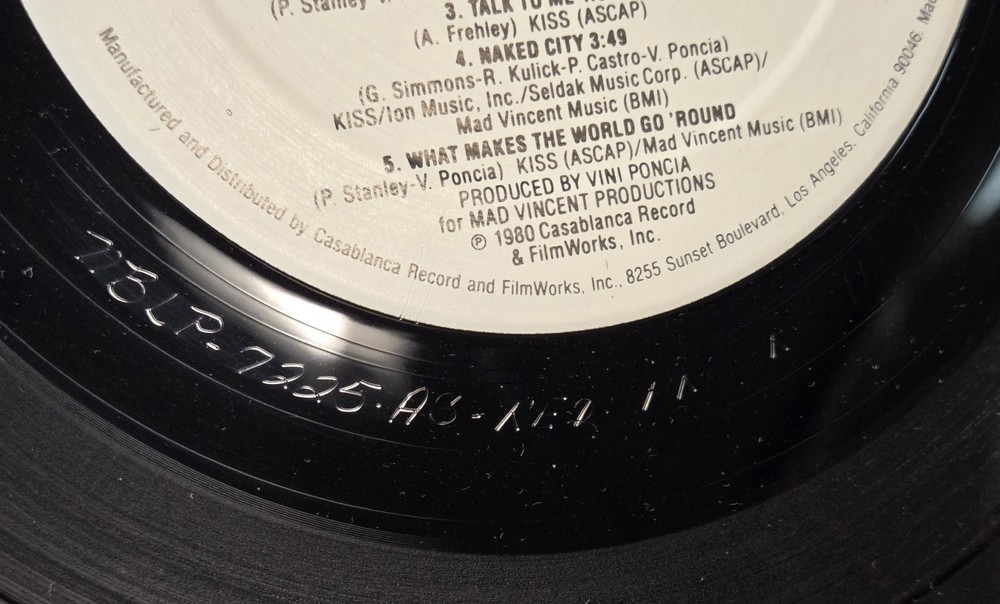 (P. Stanley-V.
3. TALK TO ME
(A. Frehley) KISS (ASCAP)
4. NAKED CITY 3:49
(G. Simmons-R. Kulick-P. Castro-V. Poncia)
KISS/Ion Music, Inc./Seldak Music Corp. (ASCAP)/
Mad Vincent Music (BMI)
5. WHAT MAKES THE WORLD GO 'ROUND
(P. Stanley-V. Poncia) KISS (ASCAP)/Mad Vincent Music (BMI)
PRODUCED BY VINI PONCIA
for MAD VINCENT PRODUCTIONS
℗ 1980 Casablanca Record
& FilmWorks, Inc.
Manufactured and Distributed by Casablanca Record and FilmWorks, Inc., 8255 Sunset Boulevard, Los Angeles, California 90046.
NBLP-7225-AS-